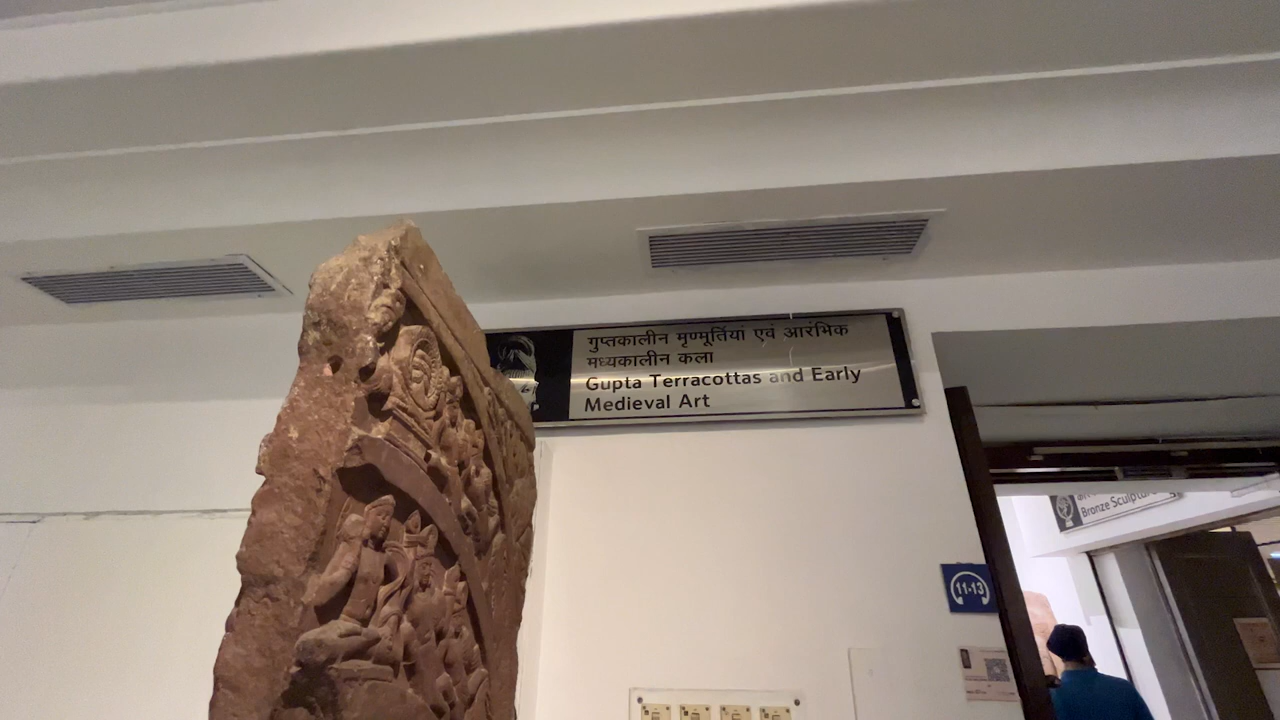 गुप्तकालीन मृण्मूर्तियां एवं आरंभिक
मध्यकालीन कला
Gupta Terracottas and Early
Medieval Art
Bronze Sculpture
11-13